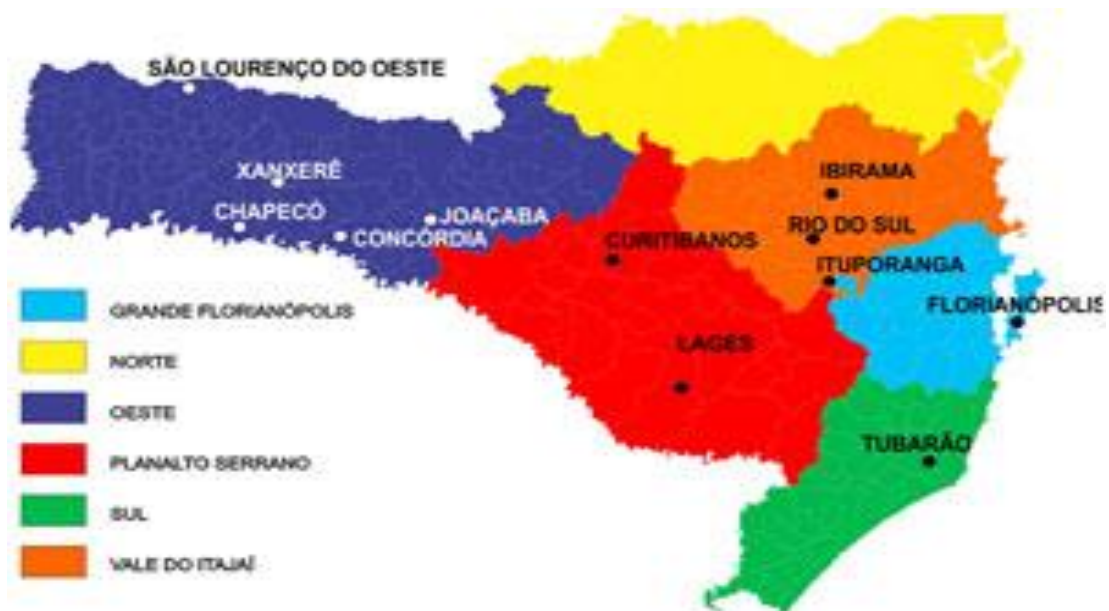 SÃO LOURENÇO DO OESTE
XANXERÊ
CHAPECÓ
JOAÇABA
CONCÓRDIA
IBIRAMA
RIO DO SUL
CURITIBANOS
ITUPORANGA
FLORIANÓPOLIS
LAGES
TUBARÃO
GRANDE FLORIANÓPOLIS
NORTE
OESTE
PLANALTO SERRANO
SUL
VALE DO ITAJAÍ